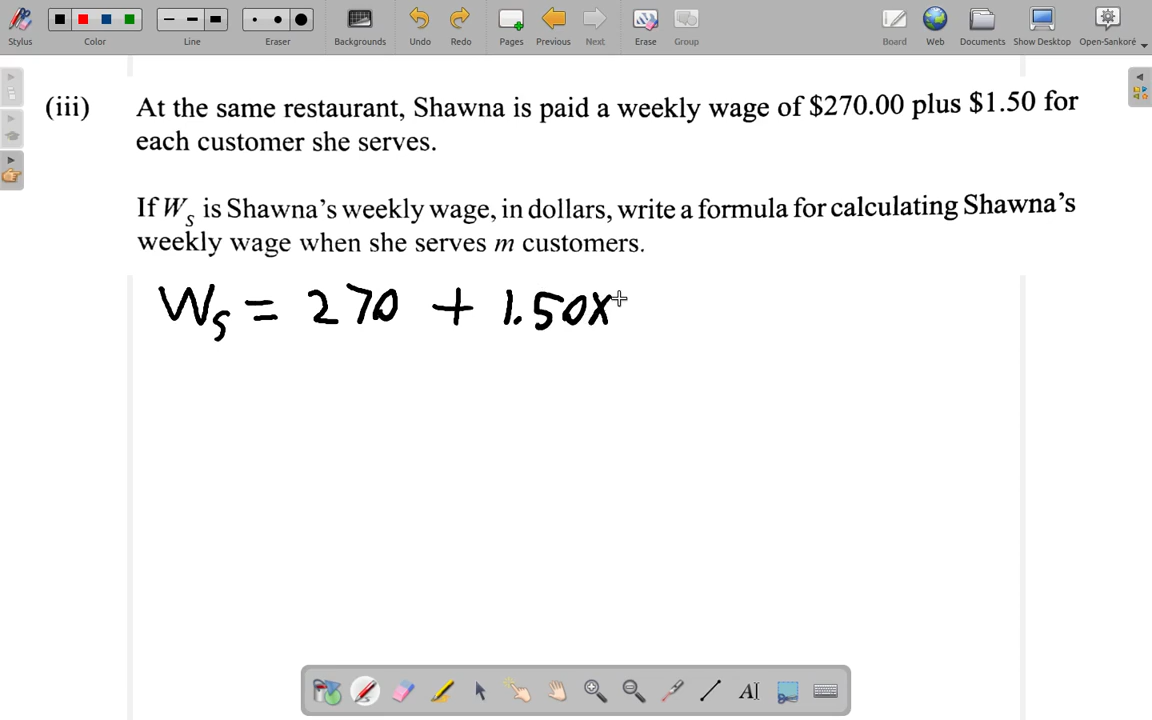 Stylus Color Line Eraser Backgrounds Undo Redo Pages Previous Next Erase Group Board Web Documents Show Desktop Open-Sankoré
(iii) At the same restaurant, Shawna is paid a weekly wage of $270.00 plus $1.50 for
each customer she serves.
If Ws is Shawna's weekly wage, in dollars, write a formula for calculating Shawna's
weekly wage when she serves m customers.
Ws = 270 + 1.50x
AI